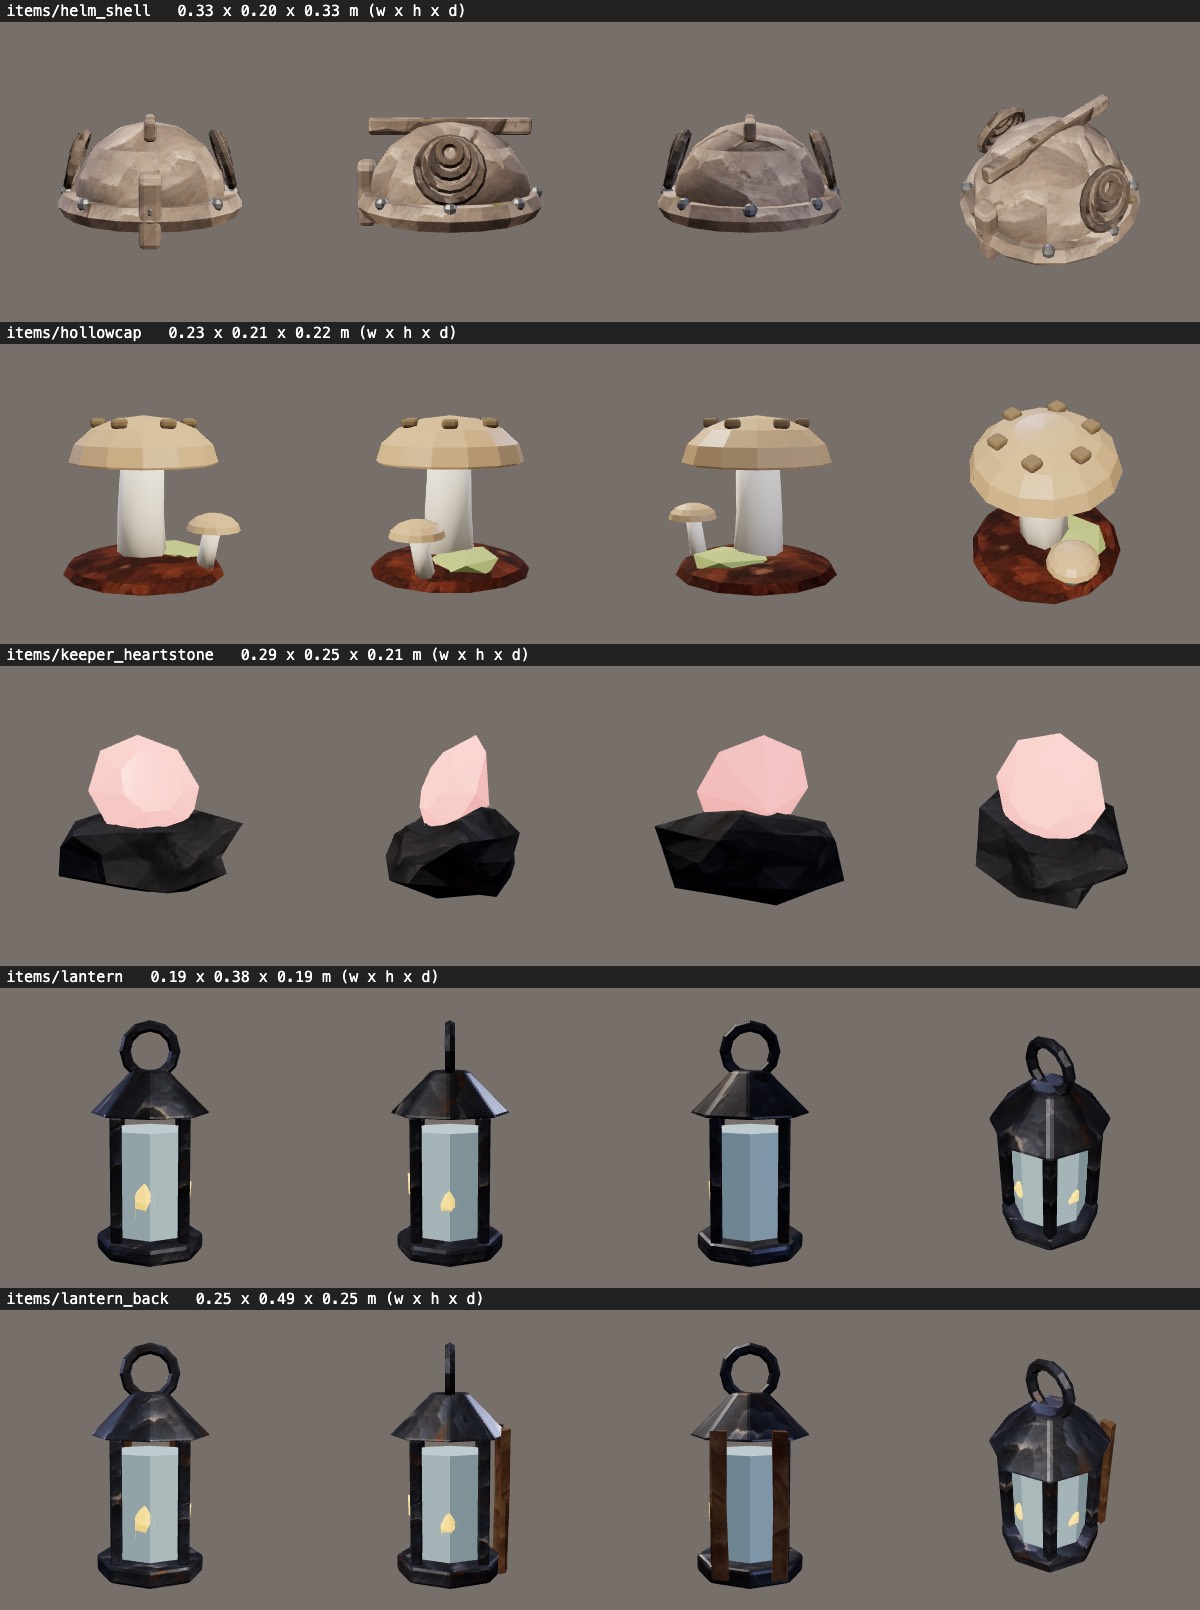 items/helm_shell 0.33 x 0.20 x 0.33 m (w x h x d)
items/hollowcap 0.23 x 0.21 x 0.22 m (w x h x d)
items/keeper_heartstone 0.29 x 0.25 x 0.21 m (w x h x d)
items/lantern 0.19 x 0.38 x 0.19 m (w x h x d)
items/lantern_back 0.25 x 0.49 x 0.25 m (w x h x d)